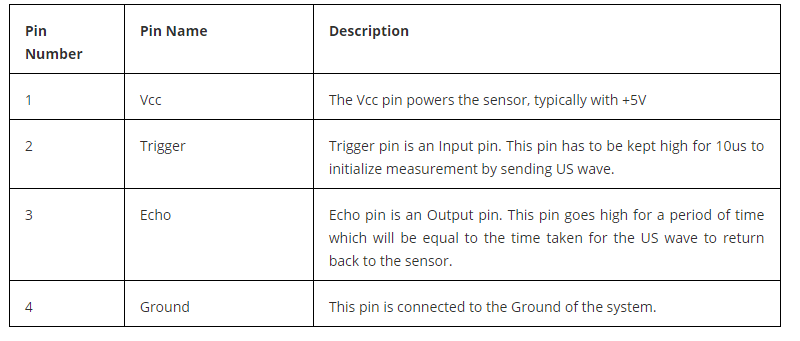 Pin Number Pin Name Description
1 Vcc The Vcc pin powers the sensor, typically with +5V
2 Trigger Trigger pin is an Input pin. This pin has to be kept high for 10us to
initialize measurement by sending US wave.
3 Echo Echo pin is an Output pin. This pin goes high for a period of time
which will be equal to the time taken for the US wave to return
back to the sensor.
4 Ground This pin is connected to the Ground of the system.